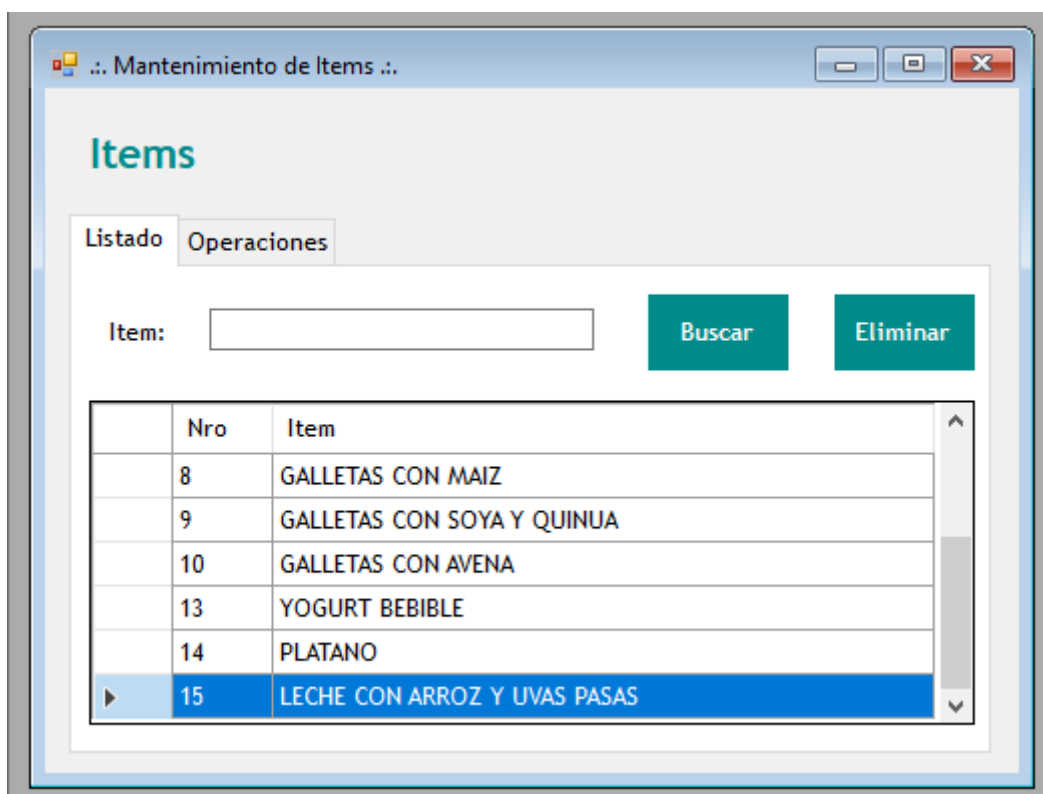 .:. Mantenimiento de Items .:.
Items
Listado Operaciones
Item: Buscar Eliminar
Nro Item
8 GALLETAS CON MAIZ
9 GALLETAS CON SOYA Y QUINUA
10 GALLETAS CON AVENA
13 YOGURT BEBIBLE
14 PLATANO
15 LECHE CON ARROZ Y UVAS PASAS